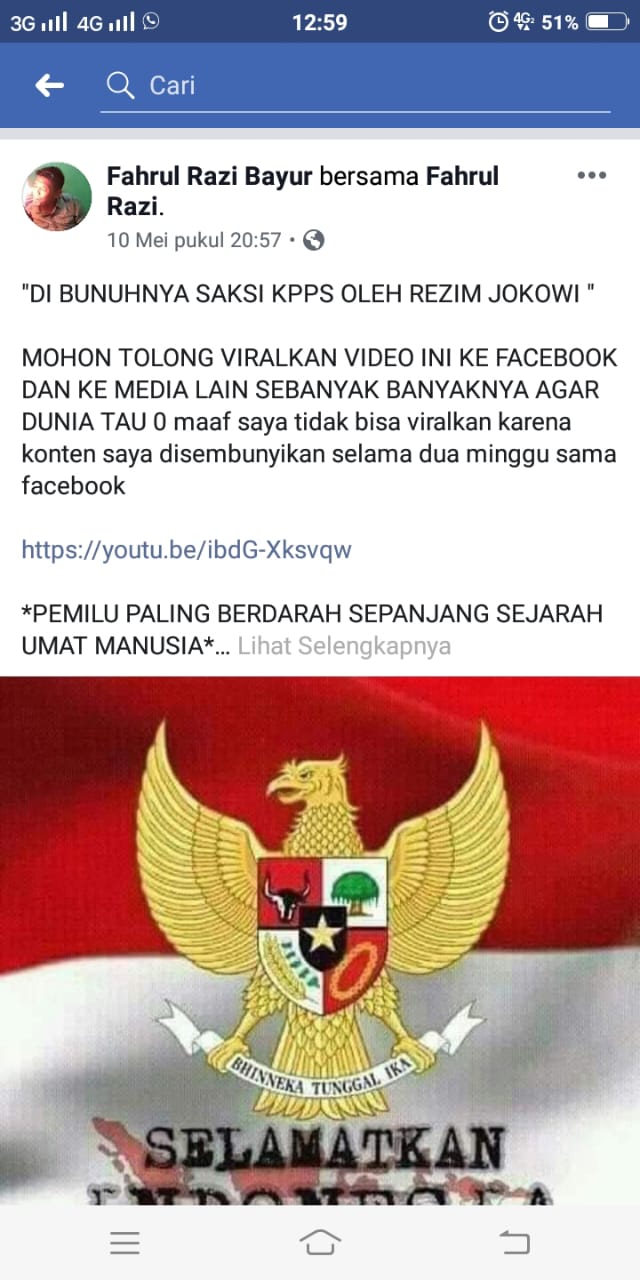 3G 4G 12:59 4G 51%
Cari
Fahrul Razi Bayur bersama Fahrul
Razi.
10 Mei pukul 20:57 •
"DI BUNUHNYA SAKSI KPPS OLEH REZIM JOKOWI "
MOHON TOLONG VIRALKAN VIDEO INI KE FACEBOOK
DAN KE MEDIA LAIN SEBANYAK BANYAKNYA AGAR
DUNIA TAU 0 maaf saya tidak bisa viralkan karena
konten saya disembunyikan selama dua minggu sama
facebook
https://youtu.be/ibdG-Xksvqw
*PEMILU PALING BERDARAH SEPANJANG SEJARAH
UMAT MANUSIA*... Lihat Selengkapnya
BHINNEKA TUNGGAL IKA
SELAMATKAN